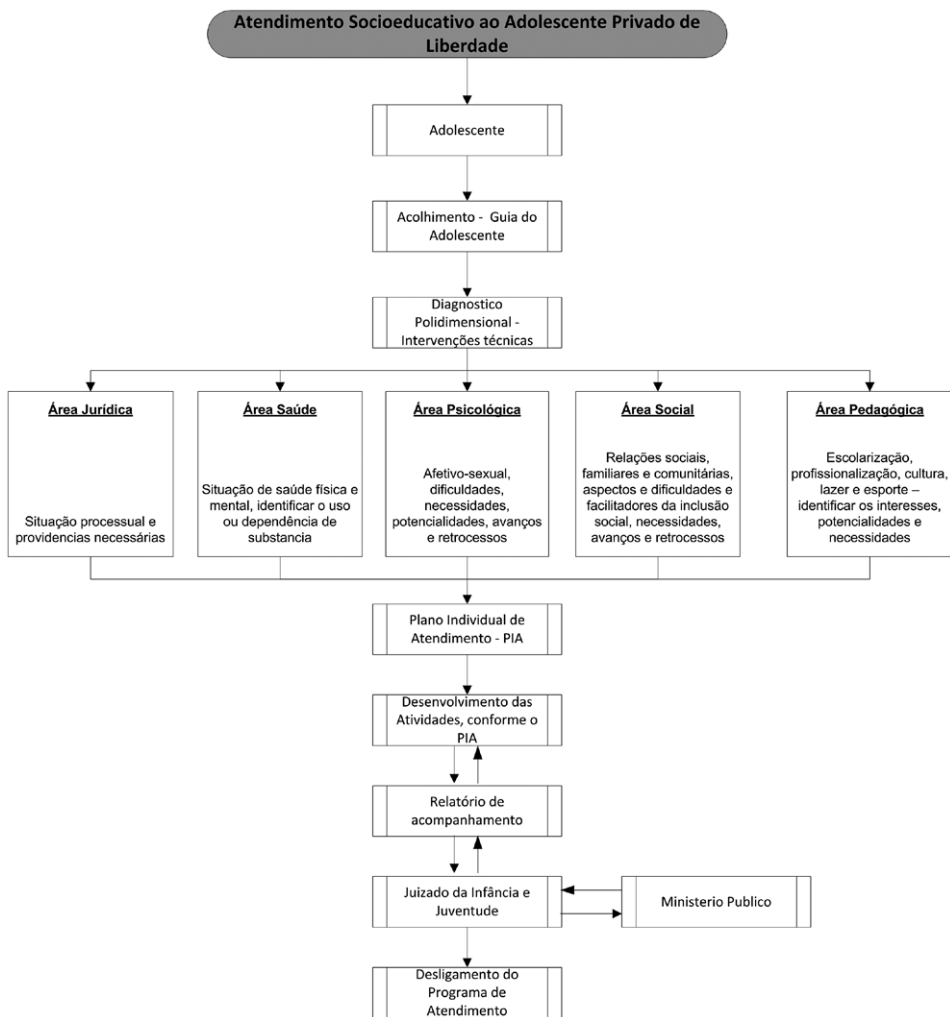 Atendimento Socioeducativo ao Adolescente Privado de
Liberdade
Adolescente
Acolhimento - Guia do
Adolescente
Diagnostico
Polidimensional -
Intervenções técnicas
Área Jurídica
Situação processual e
providencias necessárias
Área Saúde
Situação de saúde física e
mental, identificar o uso
ou dependência de
substancia
Área Psicológica
Afetivo-sexual,
dificuldades,
necessidades,
potencialidades, avanços
e retrocessos
Área Social
Relações sociais,
familiares e comunitárias,
aspectos e dificuldades e
facilitadores da inclusão
social, necessidades,
avanços e retrocessos
Área Pedagógica
Escolarização,
profissionalização, cultura,
lazer e esporte –
identificar os interesses,
potencialidades e
necessidades
Plano Individual de
Atendimento - PIA
Desenvolvimento das
Atividades, conforme o
PIA
Relatório de
acompanhamento
Juizado da Infância e
Juventude
Ministerio Publico
Desligamento do
Programa de
Atendimento